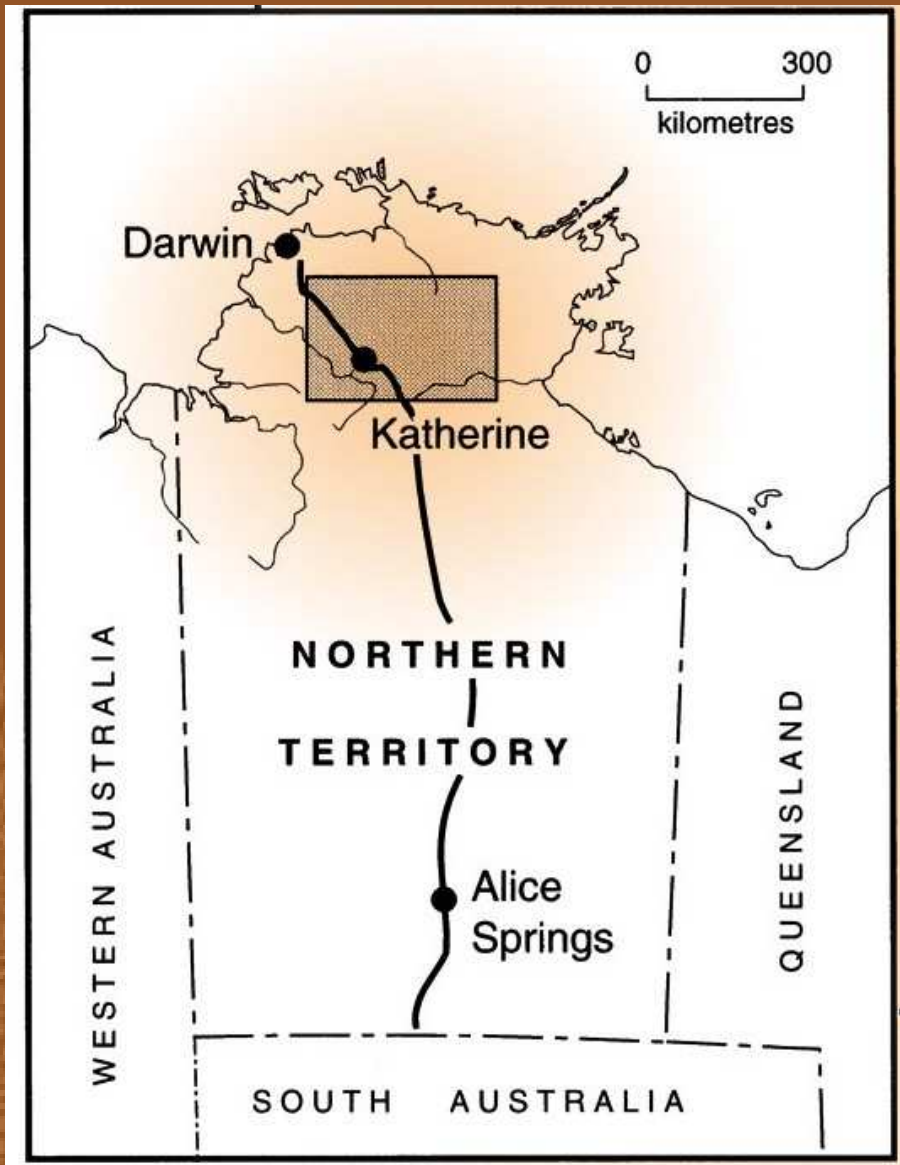 0 300
kilometres
Darwin
Katherine
NORTHERN
TERRITORY
Alice
Springs
WESTERN AUSTRALIA
QUEENSLAND
SOUTH AUSTRALIA